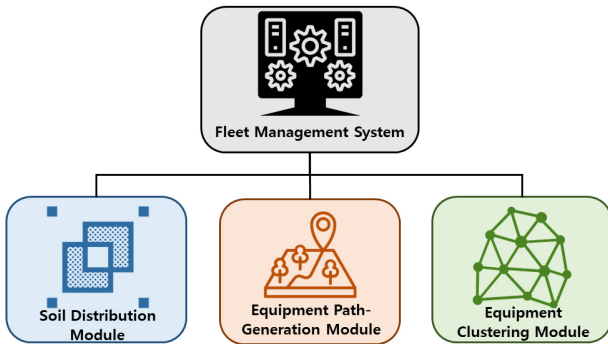 Fleet Management System
Soil Distribution
Module
Equipment Path-
Generation Module
Equipment
Clustering Module